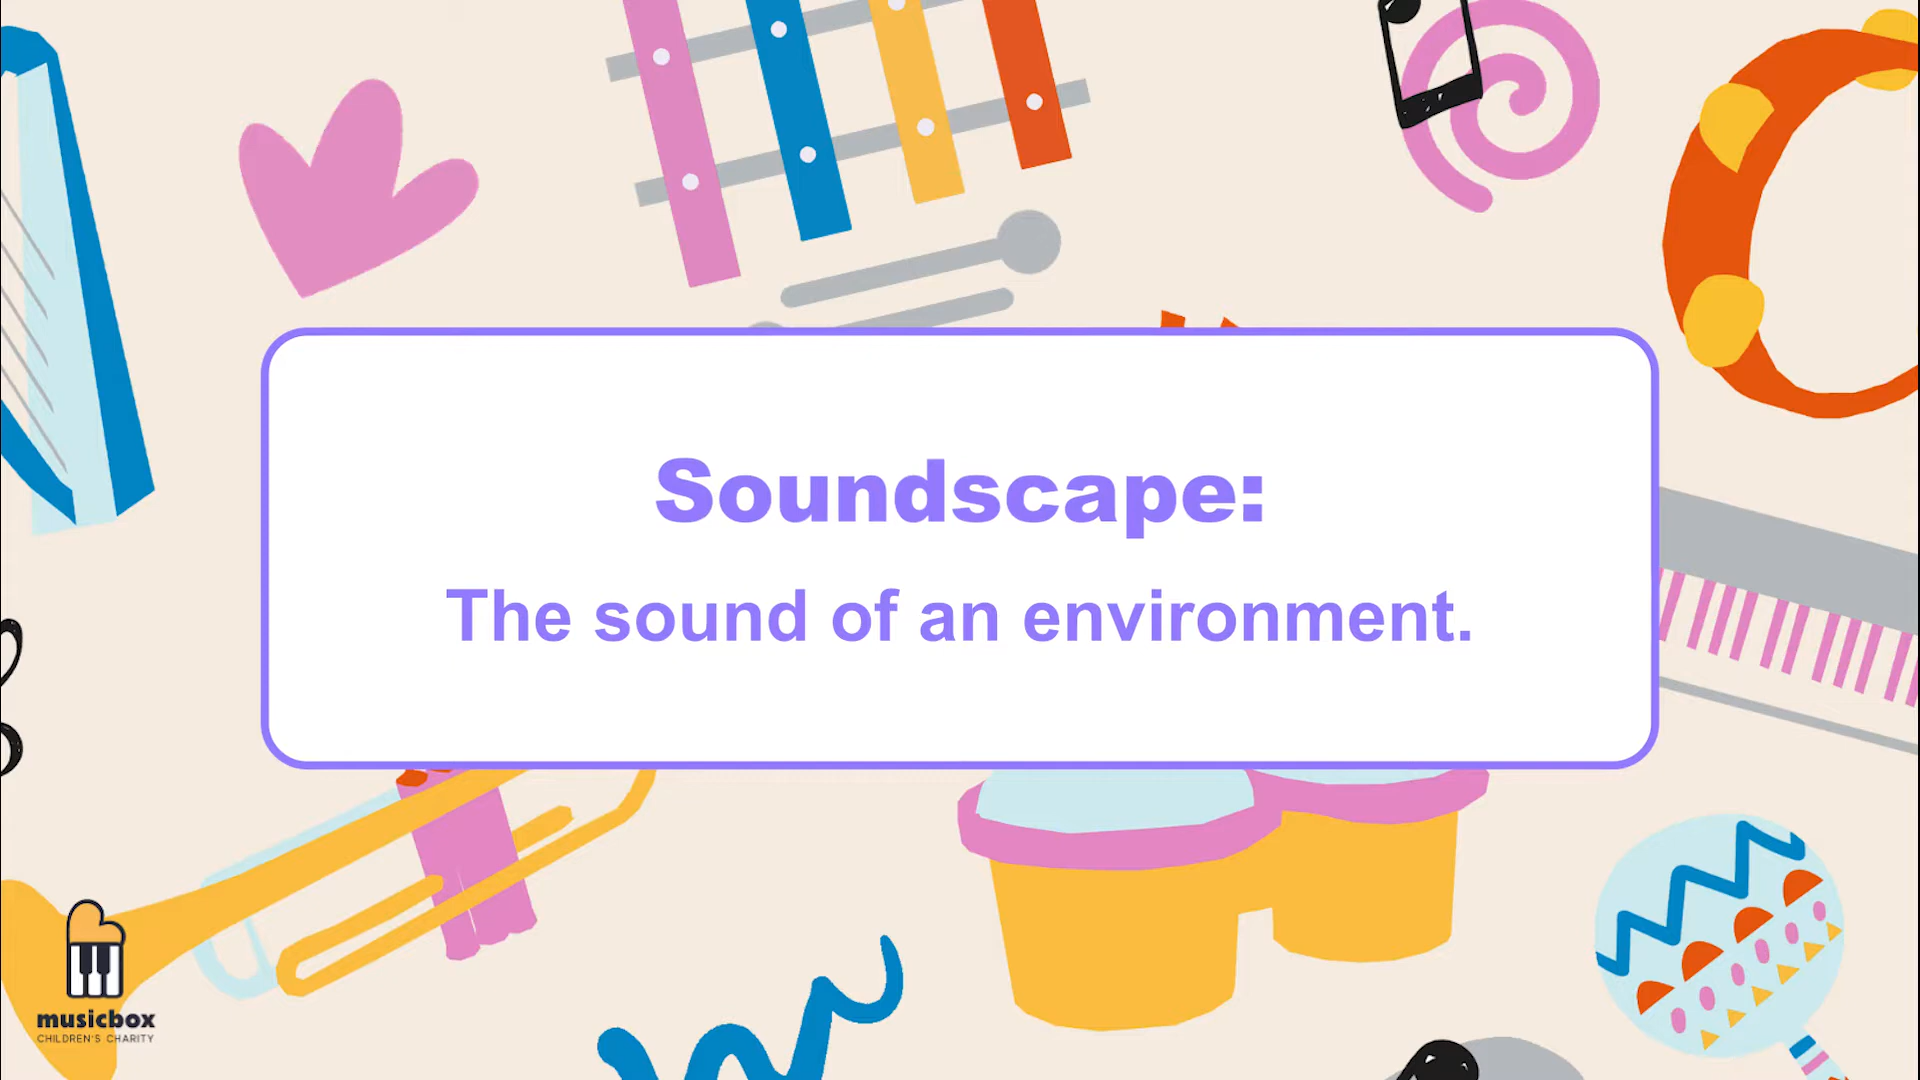 Soundscape:
The sound of an environment.
musicbox
CHILDREN'S CHARITY